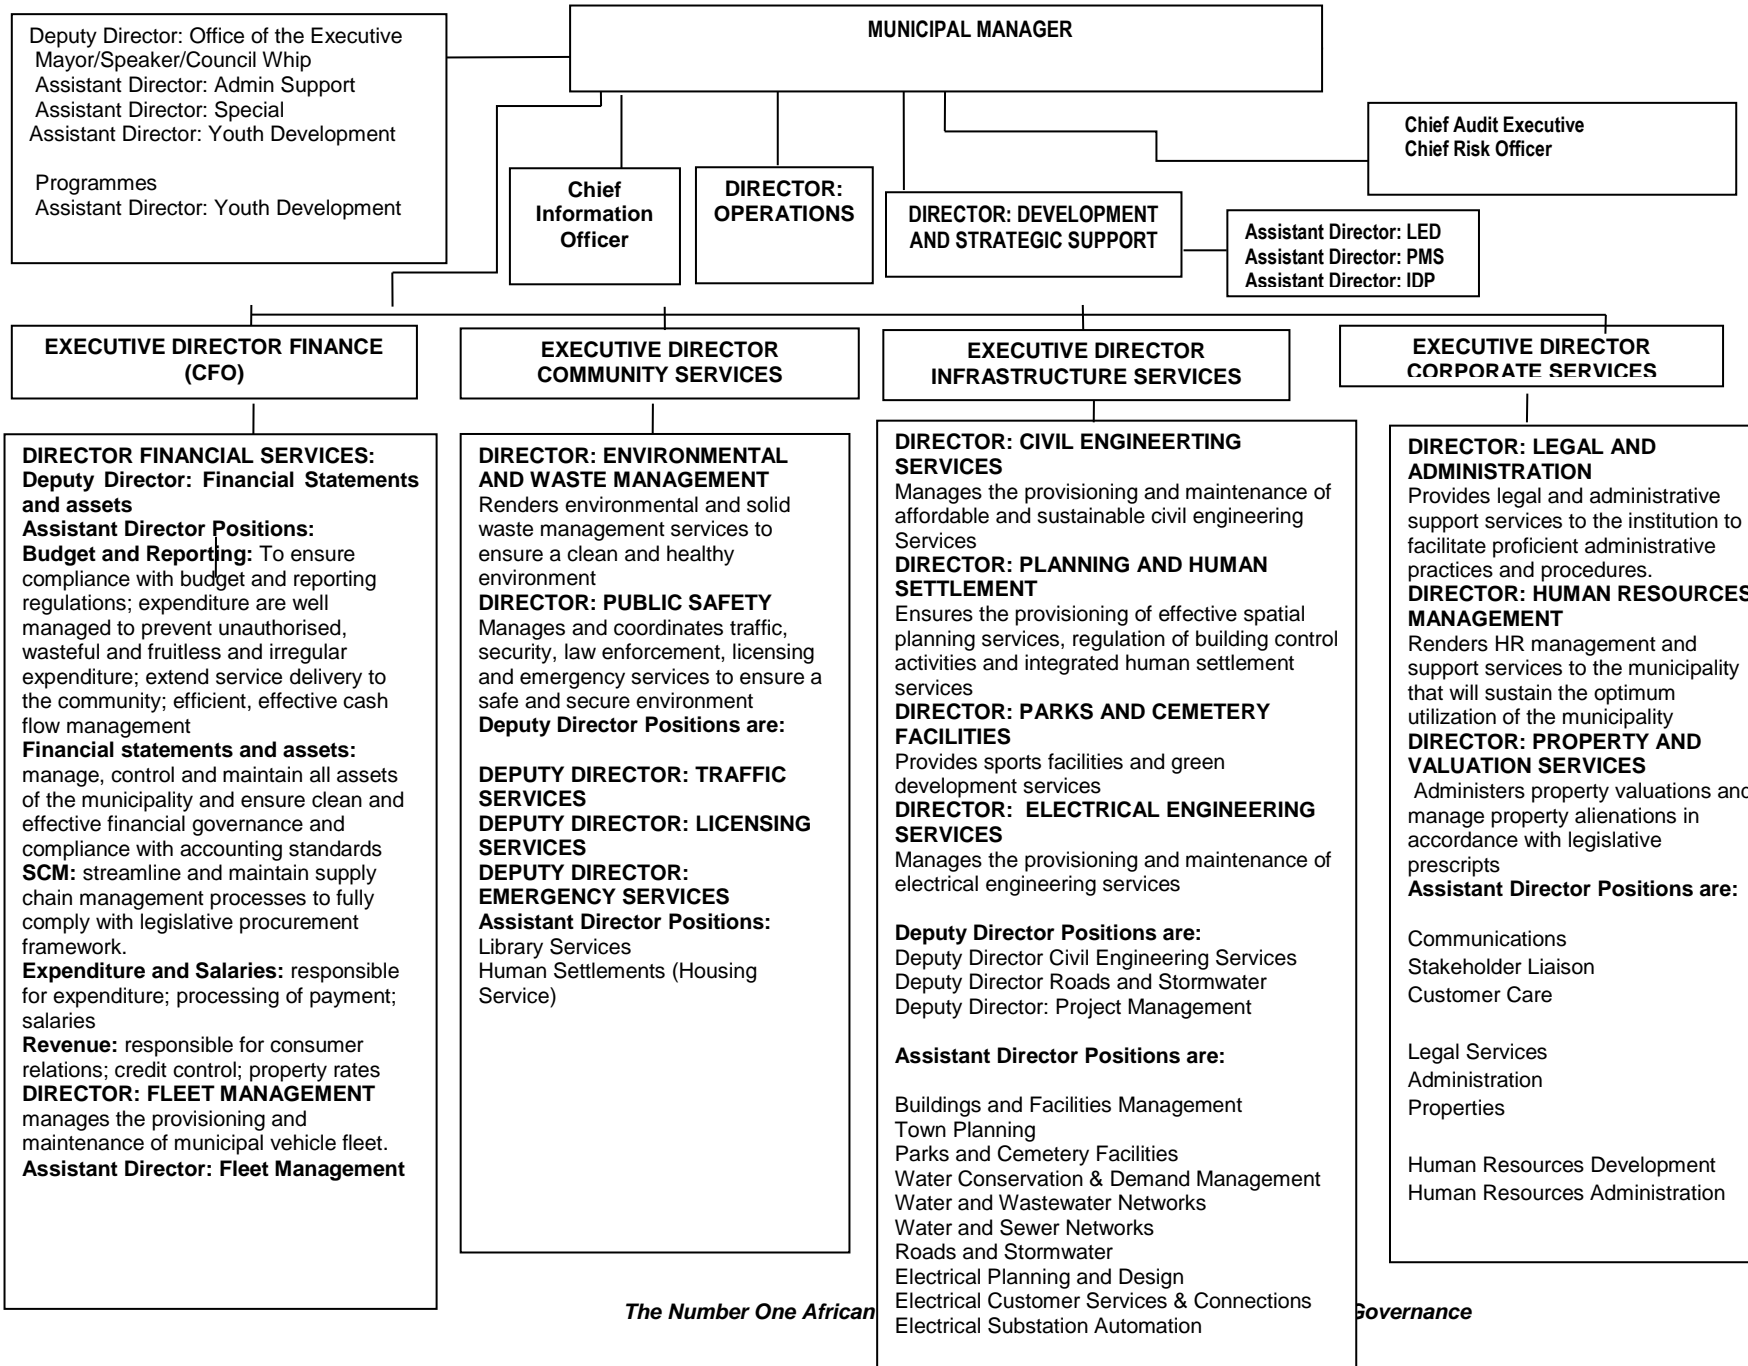 Deputy Director: Office of the Executive
Mayor/Speaker/Council Whip
Assistant Director: Admin Support
Assistant Director: Special
Assistant Director: Youth Development
Programmes
Assistant Director: Youth Development
MUNICIPAL MANAGER
Chief Audit Executive
Chief Risk Officer
Chief
Information
Officer
DIRECTOR:
OPERATIONS
DIRECTOR: DEVELOPMENT
AND STRATEGIC SUPPORT
Assistant Director: LED
Assistant Director: PMS
Assistant Director: IDP
EXECUTIVE DIRECTOR FINANCE
(CFO)
EXECUTIVE DIRECTOR
COMMUNITY SERVICES
EXECUTIVE DIRECTOR
INFRASTRUCTURE SERVICES
EXECUTIVE DIRECTOR
CORPORATE SERVICES
DIRECTOR FINANCIAL SERVICES:
Deputy Director: Financial Statements
and assets
Assistant Director Positions:
Budget and Reporting: To ensure
compliance with budget and reporting
regulations; expenditure are well
managed to prevent unauthorised,
wasteful and fruitless and irregular
expenditure; extend service delivery to
the community; efficient, effective cash
flow management
Financial statements and assets:
manage, control and maintain all assets
of the municipality and ensure clean and
effective financial governance and
compliance with accounting standards
SCM: streamline and maintain supply
chain management processes to fully
comply with legislative procurement
framework.
Expenditure and Salaries: responsible
for expenditure; processing of payment;
salaries
Revenue: responsible for consumer
relations; credit control; property rates
DIRECTOR: FLEET MANAGEMENT
manages the provisioning and
maintenance of municipal vehicle fleet.
Assistant Director: Fleet Management
DIRECTOR: ENVIRONMENTAL
AND WASTE MANAGEMENT
Renders environmental and solid
waste management services to
ensure a clean and healthy
environment
DIRECTOR: PUBLIC SAFETY
Manages and coordinates traffic,
security, law enforcement, licensing
and emergency services to ensure a
safe and secure environment
Deputy Director Positions are:
DEPUTY DIRECTOR: TRAFFIC
SERVICES
DEPUTY DIRECTOR: LICENSING
SERVICES
DEPUTY DIRECTOR:
EMERGENCY SERVICES
Assistant Director Positions:
Library Services
Human Settlements (Housing
Service)
DIRECTOR: CIVIL ENGINEERTING
SERVICES
Manages the provisioning and maintenance of
affordable and sustainable civil engineering
Services
DIRECTOR: PLANNING AND HUMAN
SETTLEMENT
Ensures the provisioning of effective spatial
planning services, regulation of building control
activities and integrated human settlement
services
DIRECTOR: PARKS AND CEMETERY
FACILITIES
Provides sports facilities and green
development services
DIRECTOR: ELECTRICAL ENGINEERING
SERVICES
Manages the provisioning and maintenance of
electrical engineering services
Deputy Director Positions are:
Deputy Director Civil Engineering Services
Deputy Director Roads and Stormwater
Deputy Director: Project Management
Assistant Director Positions are:
Buildings and Facilities Management
Town Planning
Parks and Cemetery Facilities
Water Conservation & Demand Management
Water and Wastewater Networks
Water and Sewer Networks
Roads and Stormwater
Electrical Planning and Design
Electrical Customer Services & Connections
Electrical Substation Automation
DIRECTOR: LEGAL AND
ADMINISTRATION
Provides legal and administrative
support services to the institution to
facilitate proficient administrative
practices and procedures.
DIRECTOR: HUMAN RESOURCES
MANAGEMENT
Renders HR management and
support services to the municipality
that will sustain the optimum
utilization of the municipality
DIRECTOR: PROPERTY AND
VALUATION SERVICES
Administers property valuations and
manage property alienations in
accordance with legislative
prescripts
Assistant Director Positions are:
Communications
Stakeholder Liaison
Customer Care
Legal Services
Administration
Properties
Human Resources Development
Human Resources Administration
The Number One African Governance